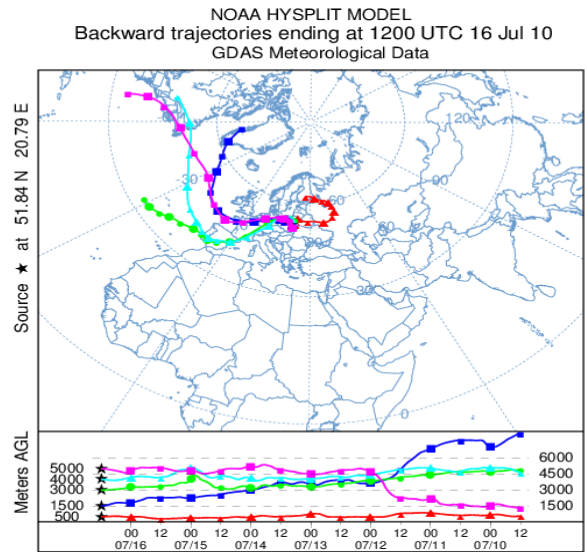 NOAA HYSPLIT MODEL
Backward trajectories ending at 1200 UTC 16 Jul 10
GDAS Meteorological Data
Source ★ at 51.84 N 20.79 E
120
30
60
30
0
Meters AGL
6000
5000
4500
4000
3000
3000
1500
1500
500
00 12 00 12 00 12 00 12 00 12 00 12 00 12
07/16 07/15 07/14 07/13 07/12 07/11 07/10